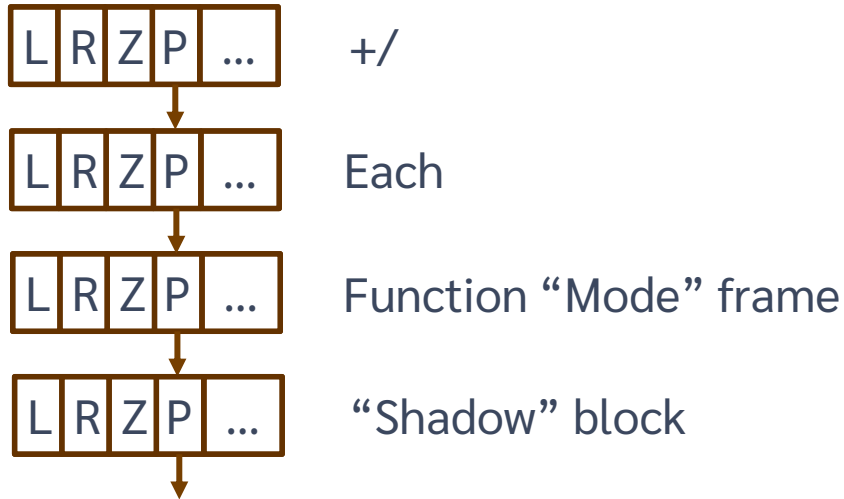 L R Z P ... +/
L R Z P ... Each
L R Z P ... Function “Mode” frame
L R Z P ... “Shadow” block